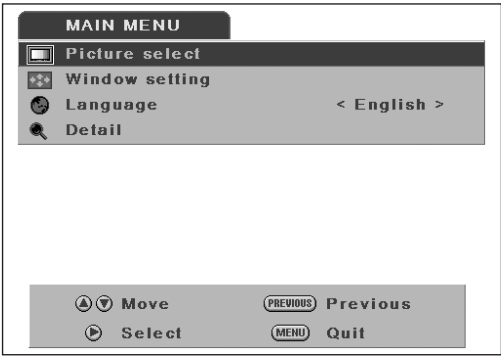 MAIN MENU
Picture select
Window setting
Language < English >
Detail
Move PREVIOUS Previous
Select MENU Quit